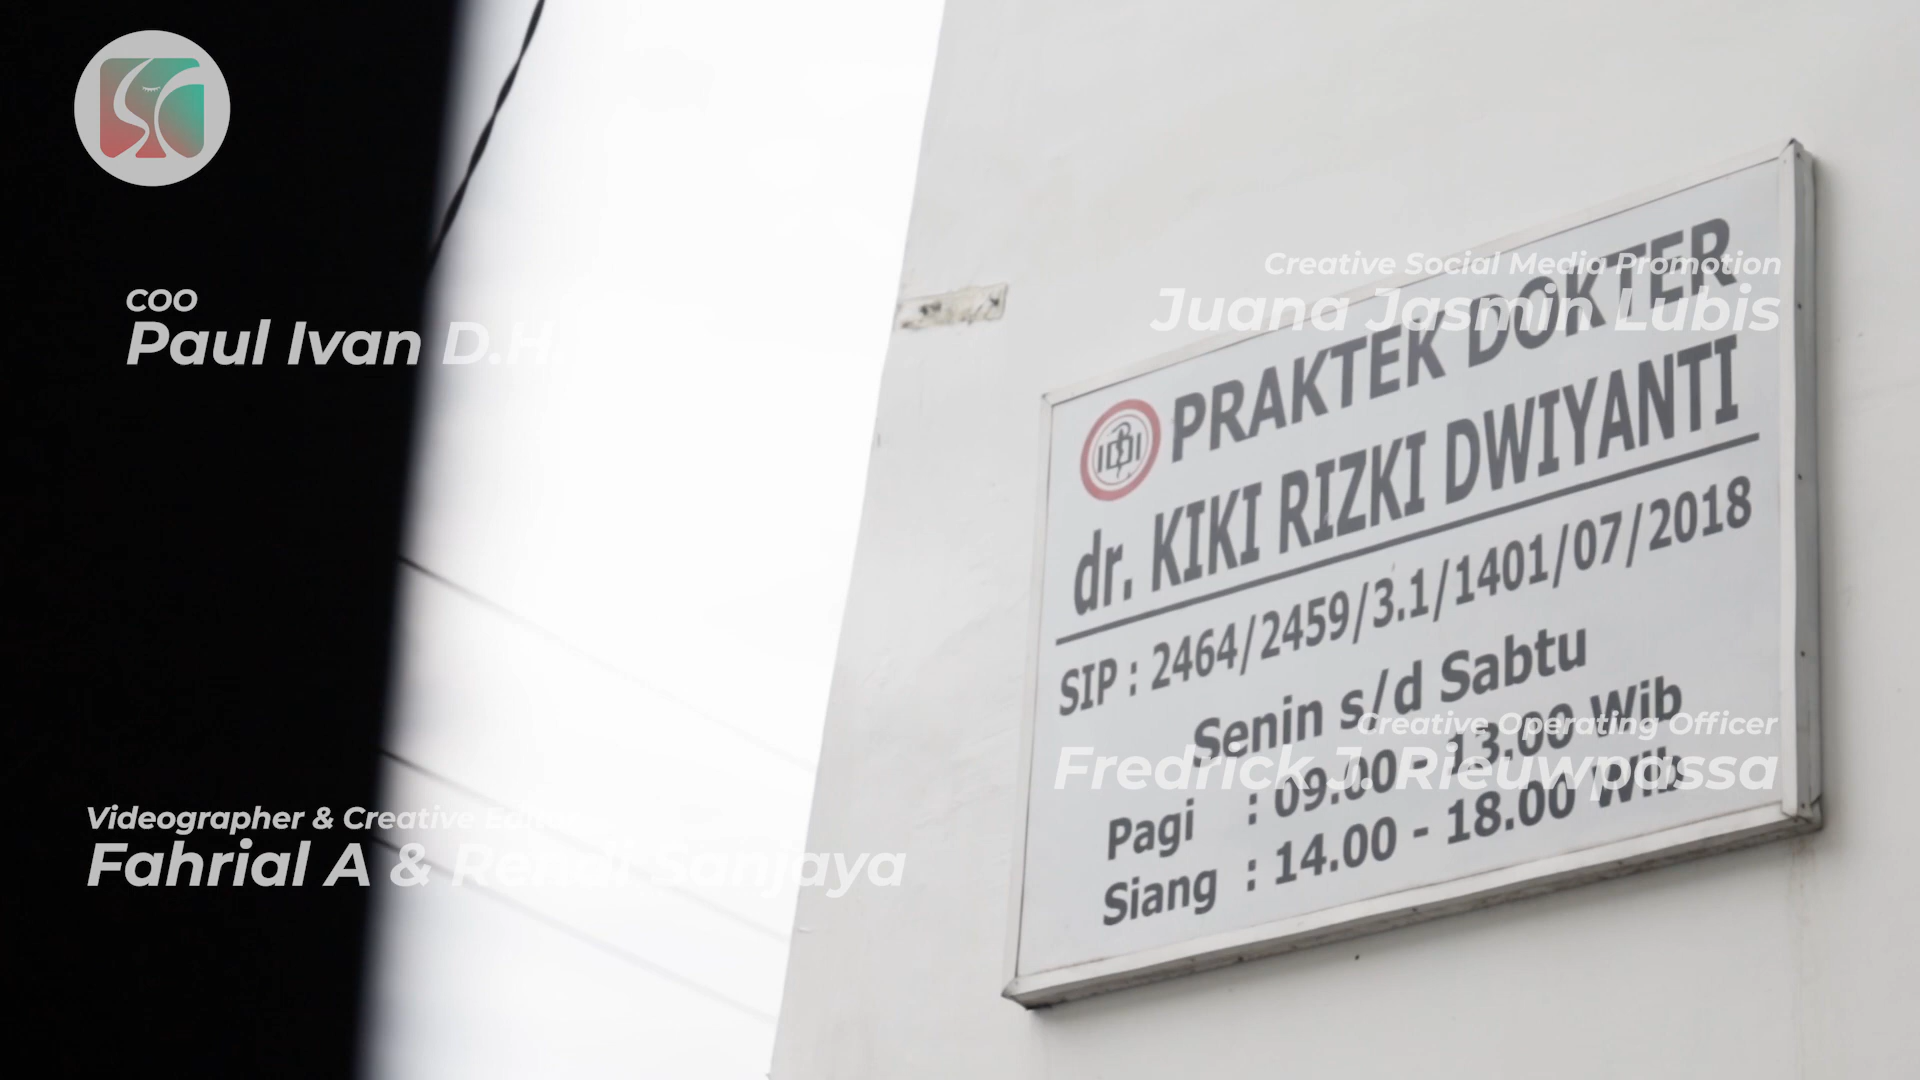 COO
Paul Ivan D.H.
Creative Social Media Promotion
Juana Jasmin Lubis
IDI
PRAKTEK DOKTER
dr. KIKI RIZKI DWIYANTI
SIP : 2464/2459/3.1/1401/07/2018
Senin s/d Sabtu
Pagi : 09.00 - 13.00 Wib
Siang : 14.00 - 18.00 Wib
Creative Operating Officer
Fredrick J. Rieuwpassa
Videographer & Creative Editor
Fahrial A & Rendi Sanjaya